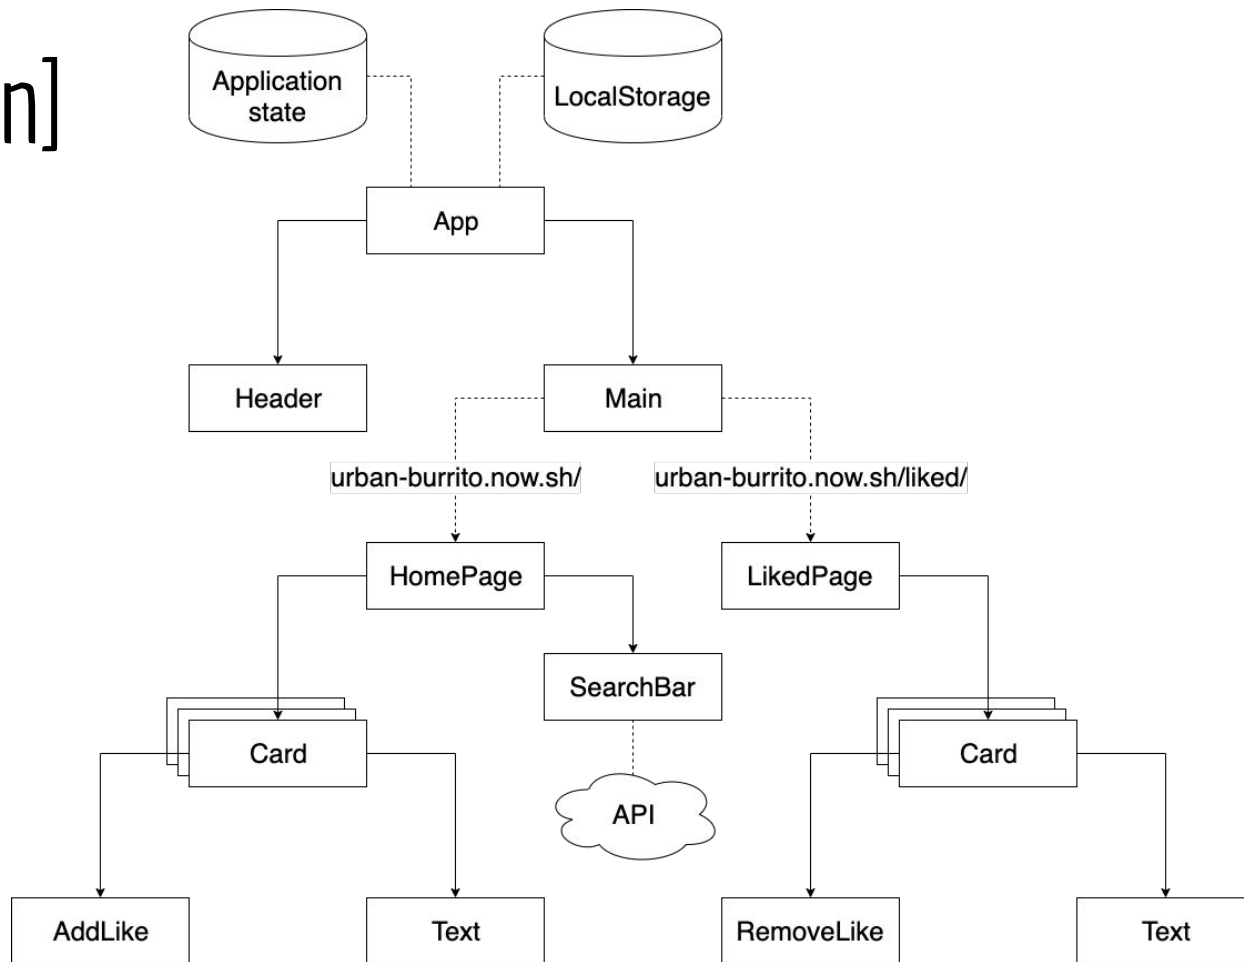 n]
Application
state
LocalStorage
App
Header
Main
urban-burrito.now.sh/
urban-burrito.now.sh/liked/
HomePage
LikedPage
SearchBar
Card
Card
API
AddLike
Text
RemoveLike
Text